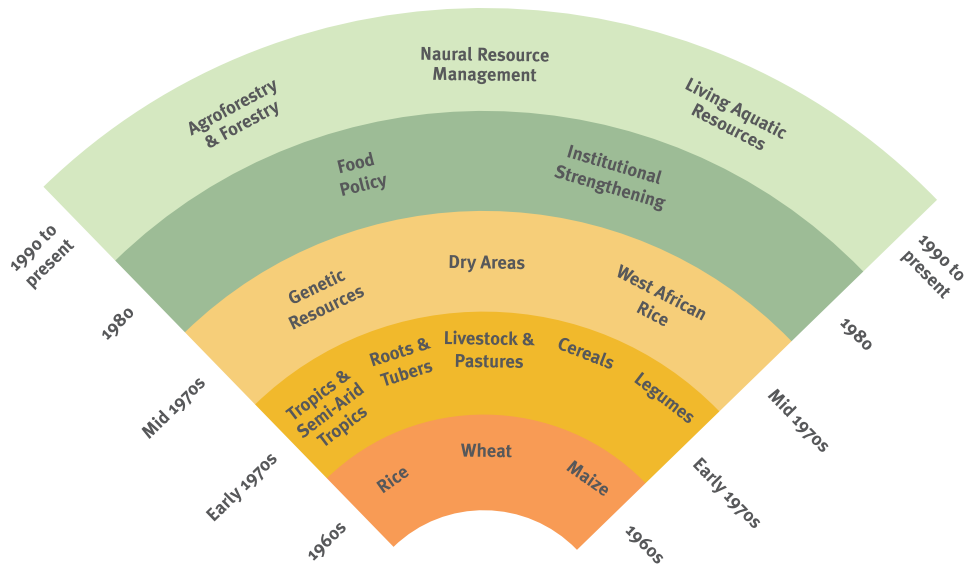 Naural Resource
Management
Agroforestry
& Forestry
Living Aquatic
Resources
Food
Policy
Institutional
Strengthening
Genetic
Resources
Dry Areas
West African
Rice
Tropics &
Semi-Arid
Tropics
Roots &
Tubers
Livestock &
Pastures
Cereals
Legumes
Rice
Wheat
Maize
1990 to
present
1980
Mid 1970s
Early 1970s
1960s
1990 to
present
1980
Mid 1970s
Early 1970s
1960s